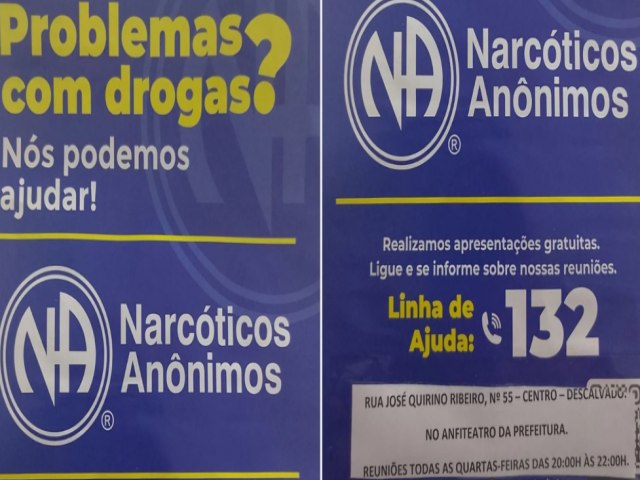 Problemas
com drogas?
Nós podemos
ajudar!
NA
Narcóticos
Anônimos
®
NA
Narcóticos
Anônimos
®
Realizamos apresentações gratuitas.
Ligue e se informe sobre nossas reuniões.
Linha de
Ajuda: 132
RUA JOSÉ QUIRINO RIBEIRO, Nº 55 – CENTRO – DESCALVADO.
NO ANFITEATRO DA PREFEITURA.
REUNIÕES TODAS AS QUARTAS-FEIRAS DAS 20:00H ÀS 22:00H.